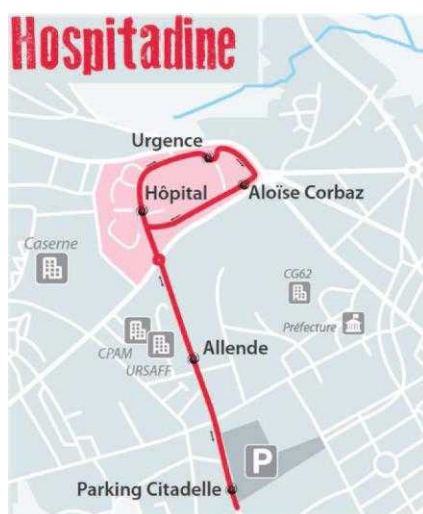 Hospitadine
Urgence
Hôpital
Aloïse Corbaz
Caserne
CG62
Préfecture
CPAM
URSAFF
Allende
P
Parking Citadelle